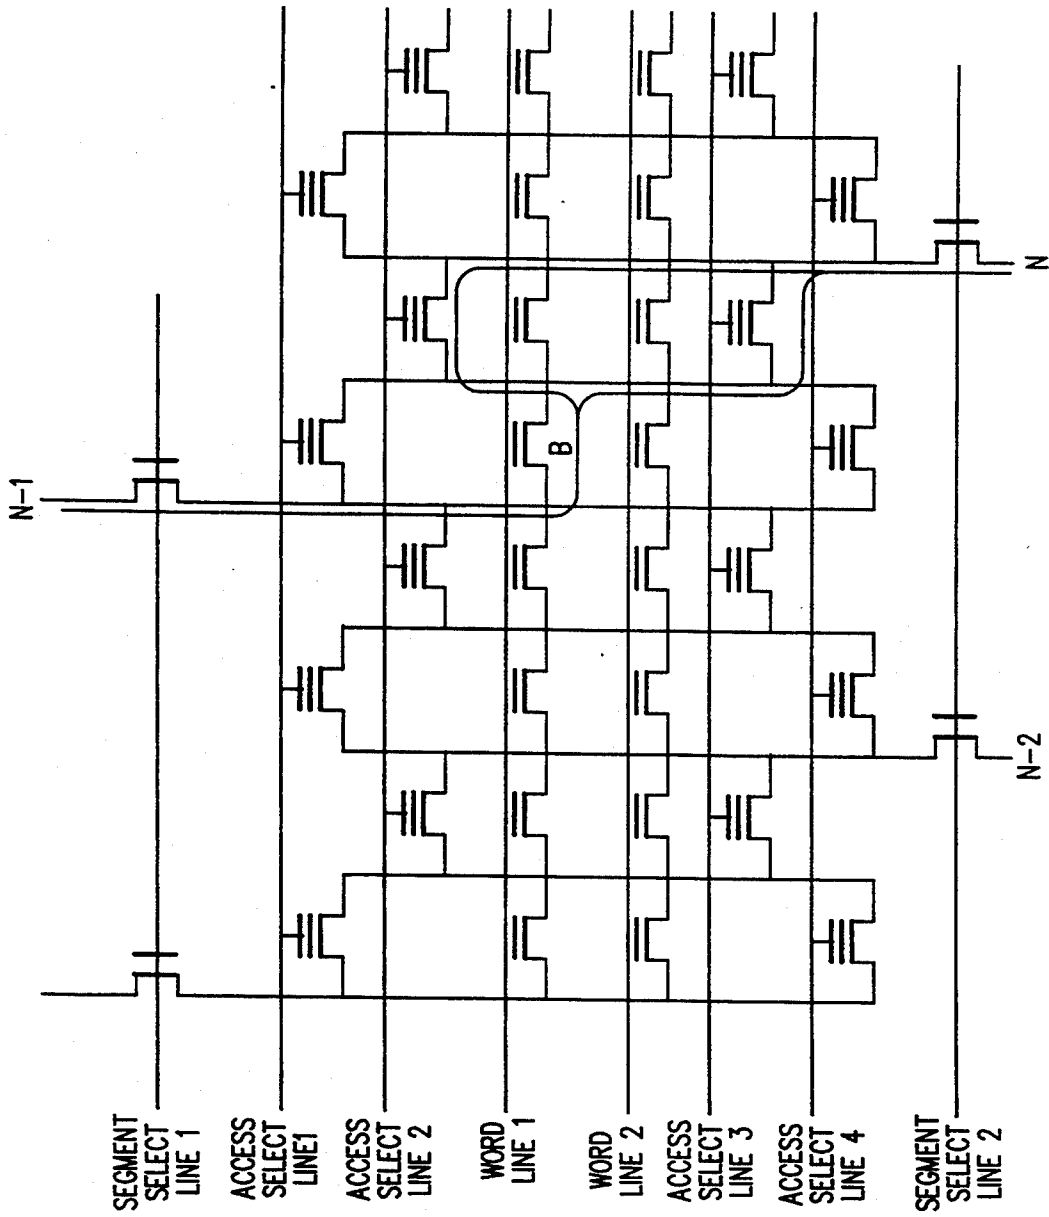 N-1
B
N
N-2
SEGMENT
SELECT
LINE 1
ACCESS
SELECT
LINE1
ACCESS
SELECT
LINE 2
WORD
LINE 1
WORD
LINE 2
ACCESS
SELECT
LINE 3
ACCESS
SELECT
LINE 4
SEGMENT
SELECT
LINE 2